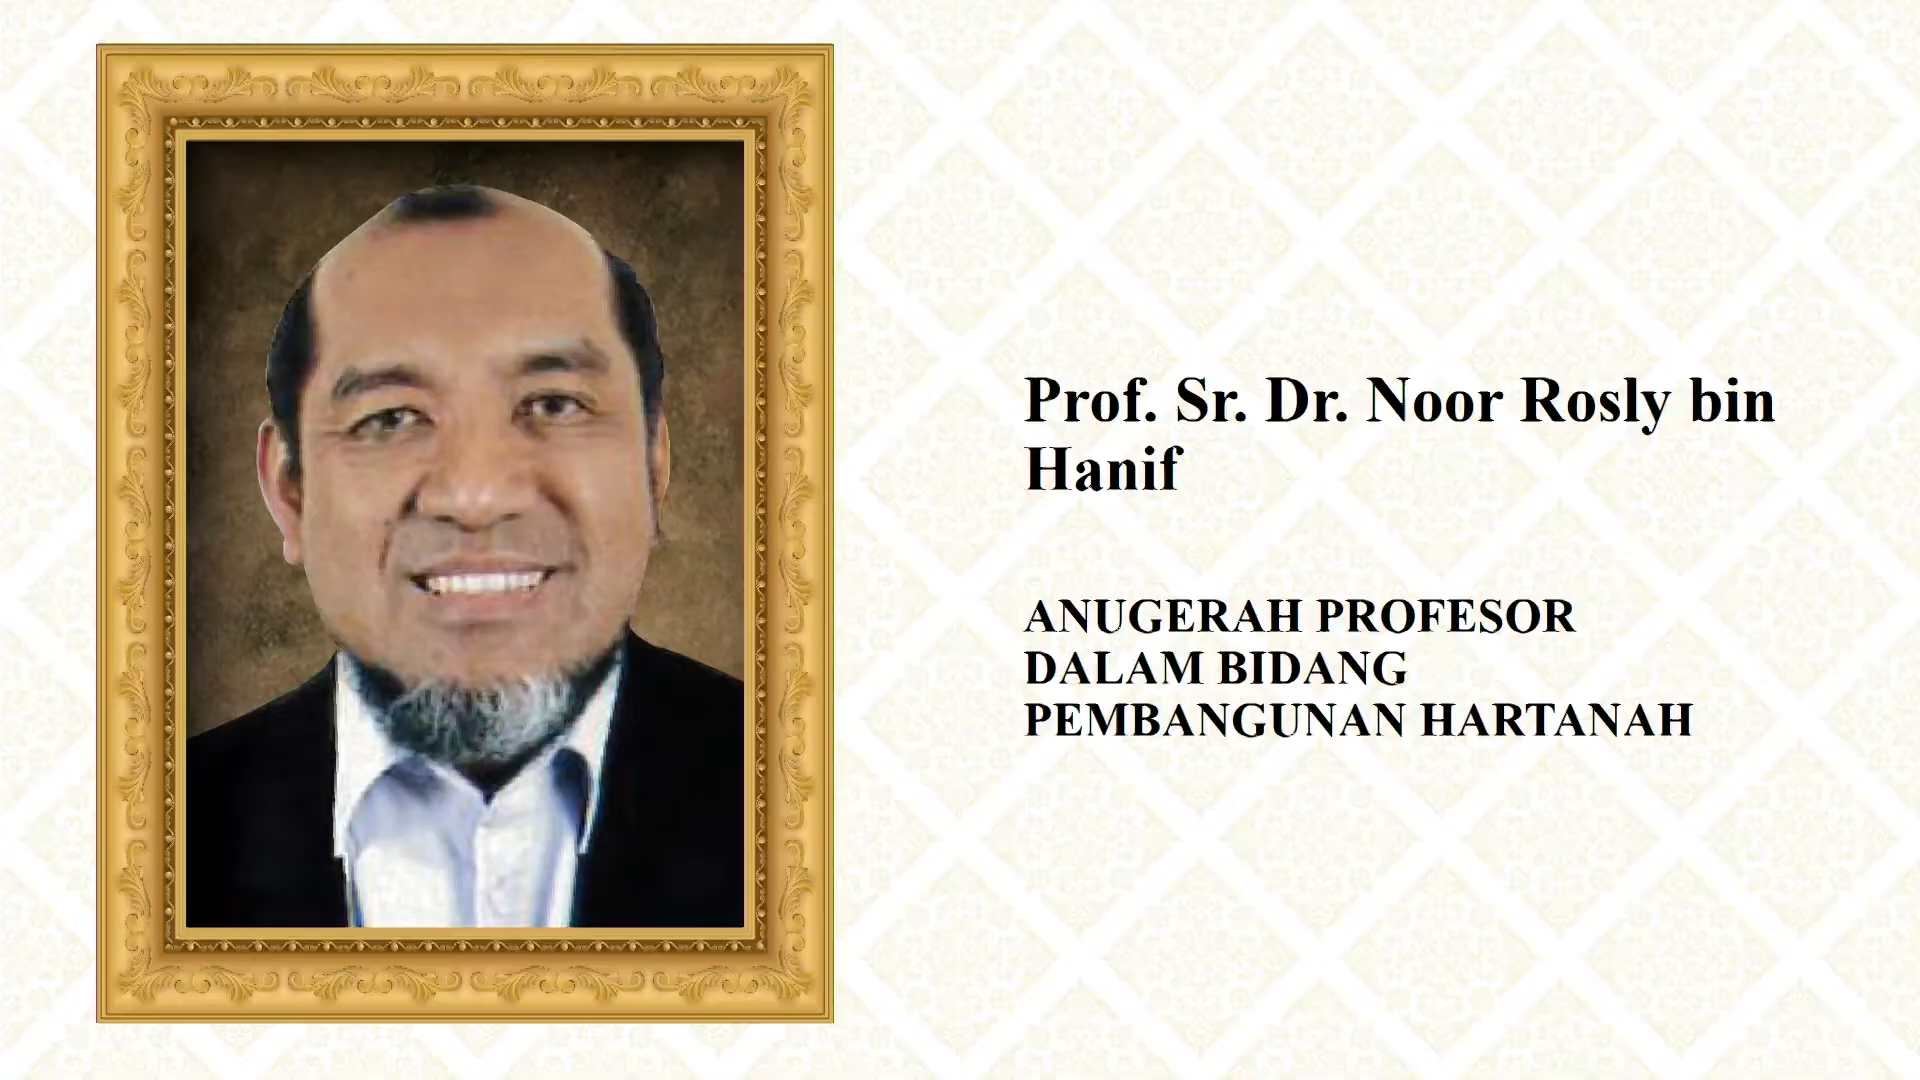 Prof. Sr. Dr. Noor Rosly bin
Hanif
ANUGERAH PROFESOR
DALAM BIDANG
PEMBANGUNAN HARTANAH